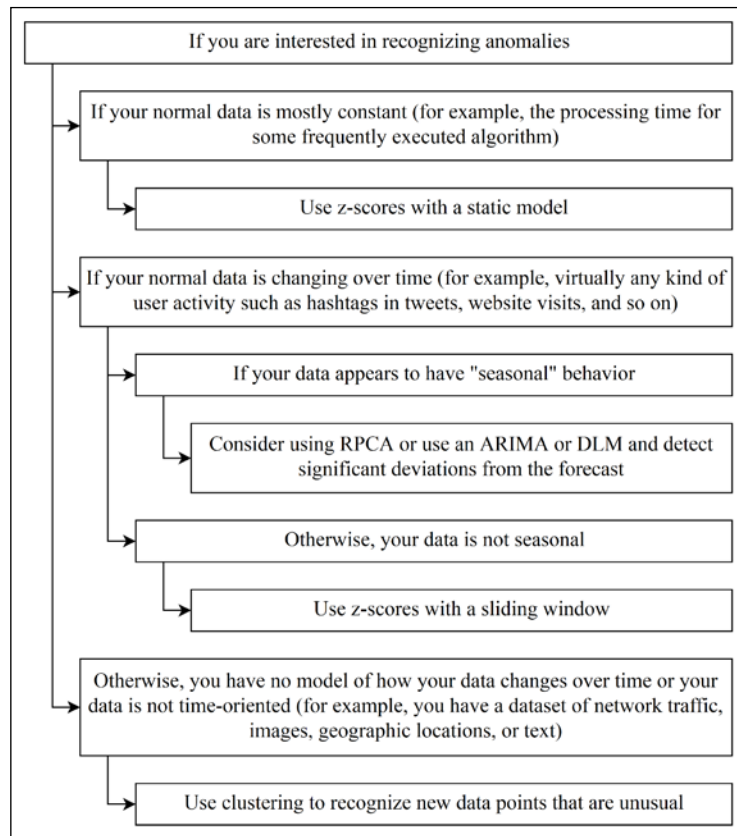 If you are interested in recognizing anomalies
If your normal data is mostly constant (for example, the processing time for
some frequently executed algorithm)
Use z-scores with a static model
If your normal data is changing over time (for example, virtually any kind of
user activity such as hashtags in tweets, website visits, and so on)
If your data appears to have "seasonal" behavior
Consider using RPCA or use an ARIMA or DLM and detect
significant deviations from the forecast
Otherwise, your data is not seasonal
Use z-scores with a sliding window
Otherwise, you have no model of how your data changes over time or your
data is not time-oriented (for example, you have a dataset of network traffic,
images, geographic locations, or text)
Use clustering to recognize new data points that are unusual